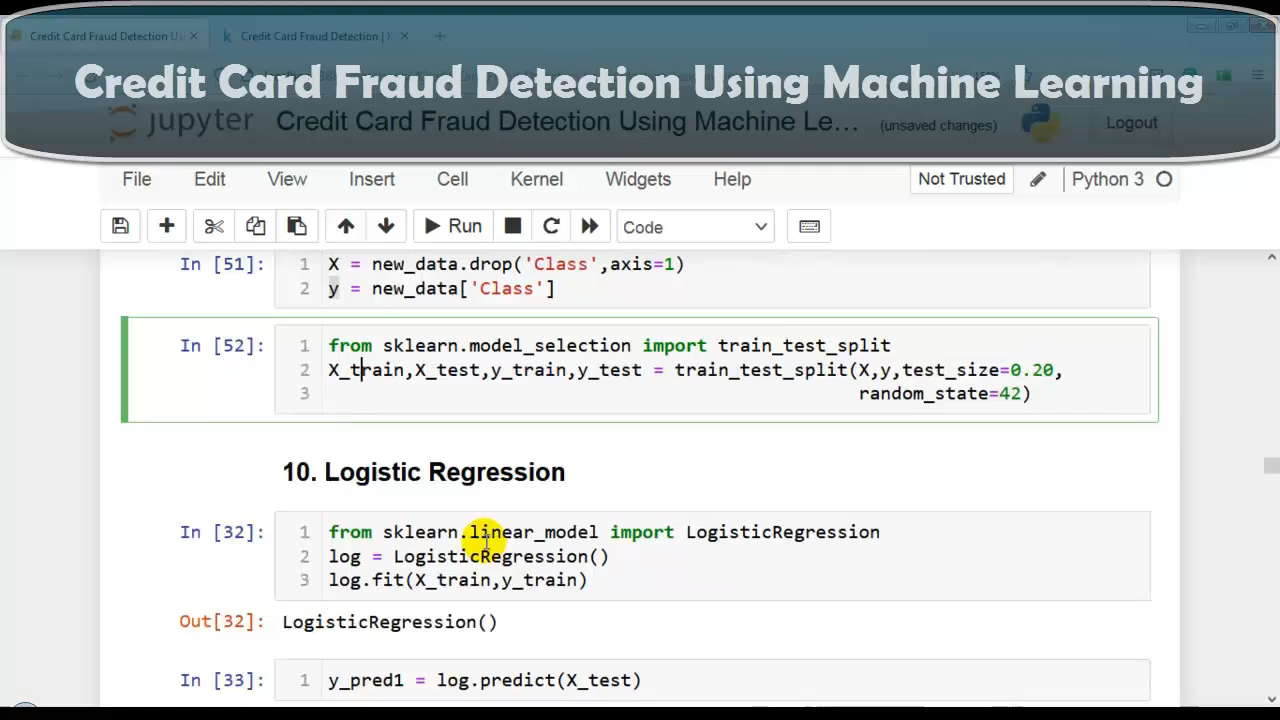 Credit Card Fraud Detection Us
Credit Card Fraud Detection |
Credit Card Fraud Detection Using Machine Learning
jupyter Credit Card Fraud Detection Using Machine Le... (unsaved changes) Logout
File Edit View Insert Cell Kernel Widgets Help Not Trusted Python 3
Run Code
In [51]: 1 X = new_data.drop('Class',axis=1)
2 y = new_data['Class']
In [52]: 1 from sklearn.model_selection import train_test_split
2 X_train,X_test,y_train,y_test = train_test_split(X,y,test_size=0.20,
3 random_state=42)
10. Logistic Regression
In [32]: 1 from sklearn.linear_model import LogisticRegression
2 log = LogisticRegression()
3 log.fit(X_train,y_train)
Out[32]: LogisticRegression()
In [33]: 1 y_pred1 = log.predict(X_test)